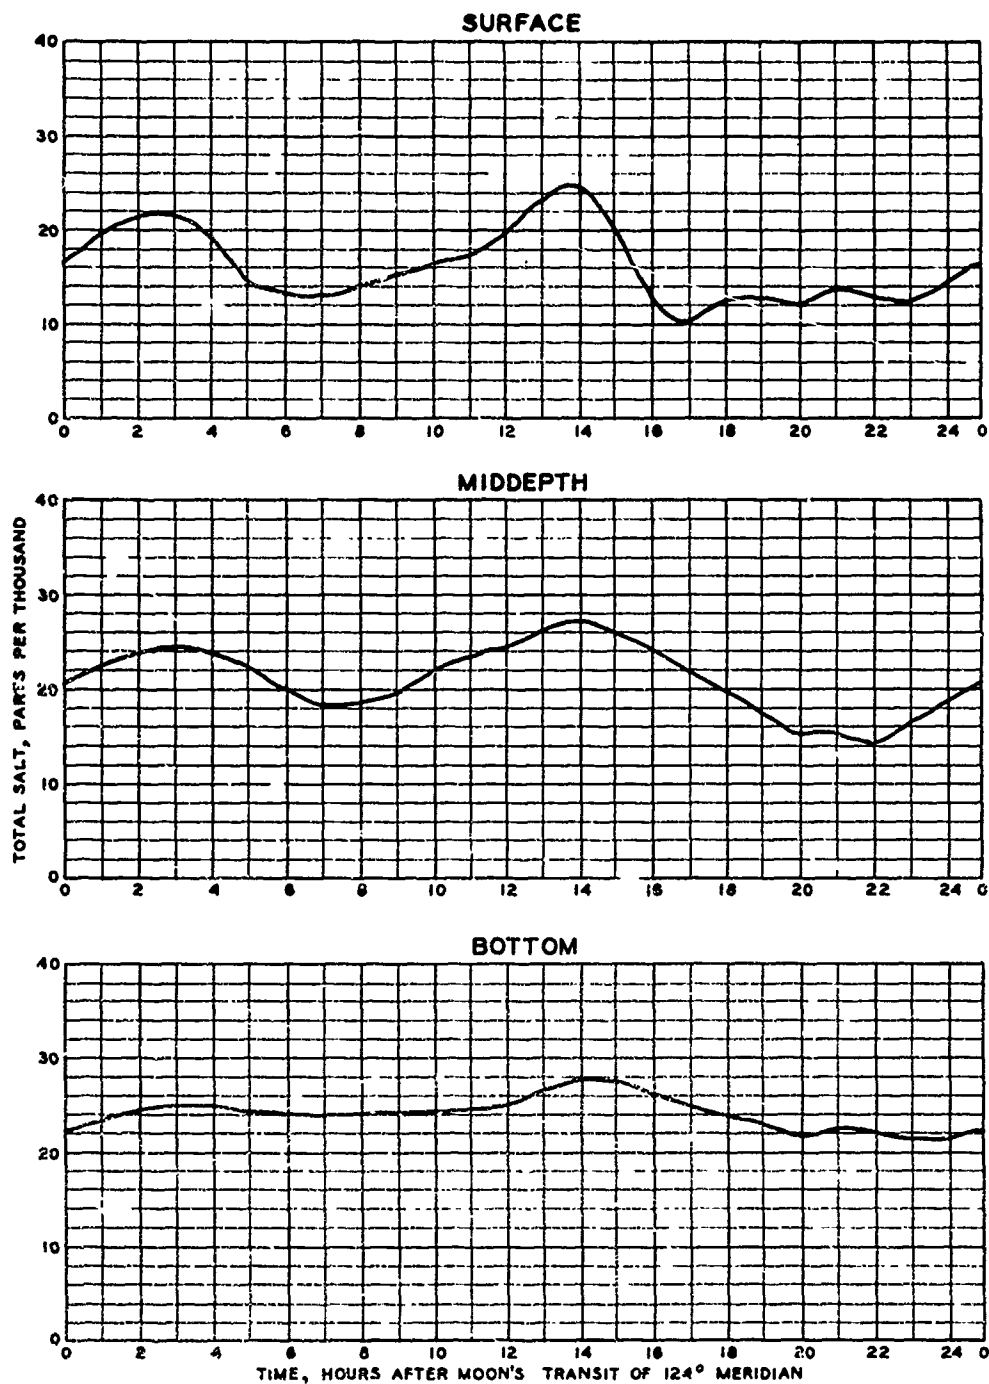 SURFACE
40
30
20
10
0
0 2 4 6 8 10 12 14 16 18 20 22 24 0
MIDDEPTH
40
30
20
10
0
0 2 4 6 8 10 12 14 16 18 20 22 24 0
TOTAL SALT, PARTS PER THOUSAND
BOTTOM
40
30
20
10
0
0 2 4 6 8 10 12 14 16 18 20 22 24 0
TIME, HOURS AFTER MOON'S TRANSIT OF 124° MERIDIAN